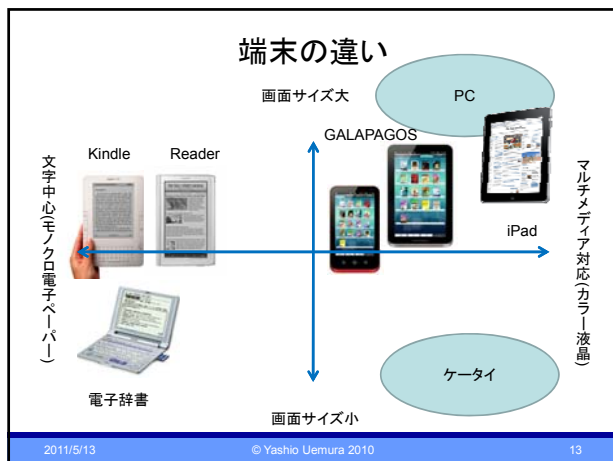 端末の違い
画面サイズ大
PC
GALAPAGOS
Kindle
Reader
文字中心(モノクロ電子ペーパー)
マルチメディア対応(カラー液晶)
iPad
電子辞書
ケータイ
画面サイズ小
2011/5/13
© Yashio Uemura 2010
13